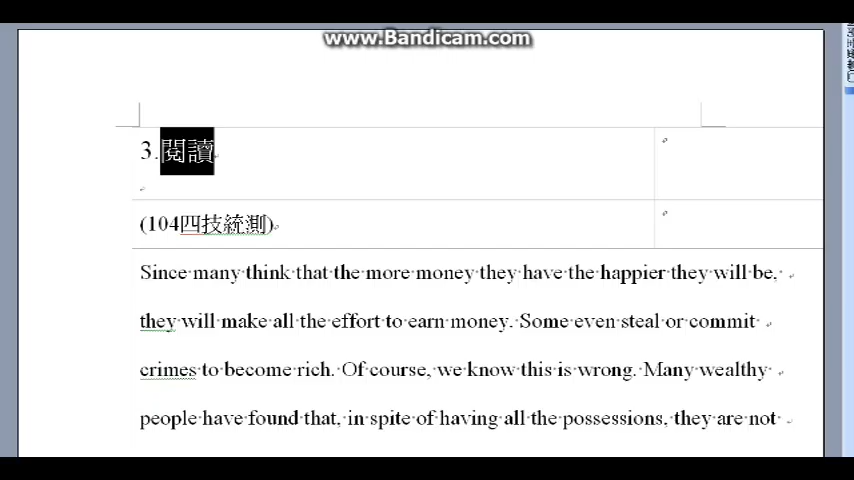 www.Bandicam.com
3.閱讀
(104四技統測)
Since many think that the more money they have the happier they will be,
they will make all the effort to earn money. Some even steal or commit
crimes to become rich. Of course, we know this is wrong. Many wealthy
people have found that, in spite of having all the possessions, they are not